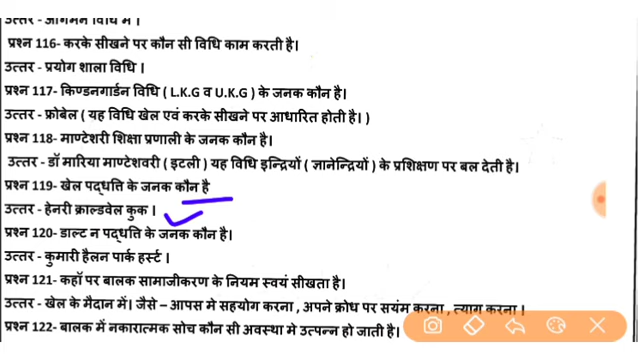 उत्तर - आगमन विधि में ।
प्रश्न 116- करके सीखने पर कौन सी विधि काम करती है।
उत्तर - प्रयोग शाला विधि ।
प्रश्न 117- किण्डनगार्डन विधि ( L.K.G व U.K.G ) के जनक कौन है।
उत्तर - फ्रोबेल ( यह विधि खेल एवं करके सीखने पर आधारित होती है। )
प्रश्न 118- माण्टेशरी शिक्षा प्रणाली के जनक कौन है।
उत्तर - डॉ मारिया माण्टेशवरी ( इटली ) यह विधि इन्द्रियों ( ज्ञानेन्द्रियों ) के प्रशिक्षण पर बल देती है।
प्रश्न 119- खेल पद्धति के जनक कौन है
उत्तर - हेनरी क्राल्डवेल कुक ।
प्रश्न 120- डाल्ट न पद्धति के जनक कौन है।
उत्तर - कुमारी हैलन पार्क हर्स्ट ।
प्रश्न 121- कहॉ पर बालक सामाजीकरण के नियम स्वयं सीखता है।
उत्तर - खेल के मैदान में। जैसे – आपस मे सहयोग करना , अपने क्रोध पर सयंम करना , त्याग करना ।
प्रश्न 122- बालक में नकारात्मक सोच कौन सी अवस्था मे उत्पन्न हो जाती है।